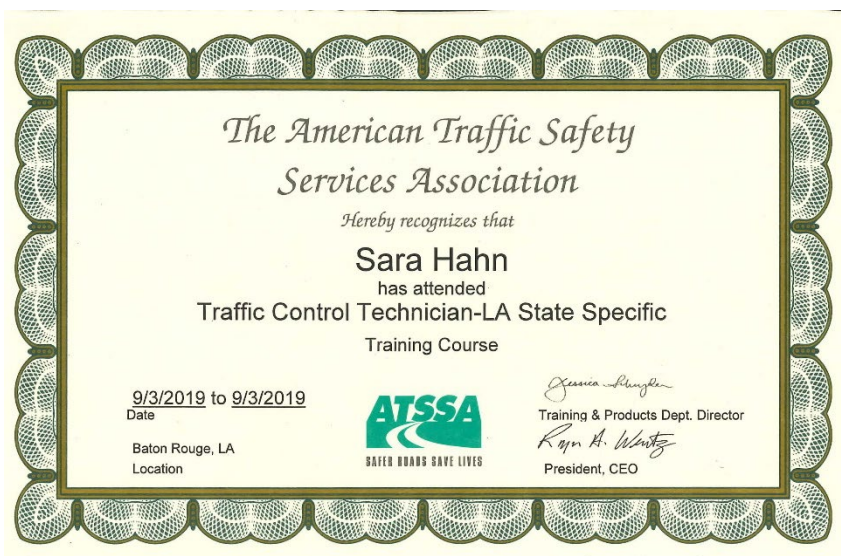 The American Traffic Safety
Services Association
Hereby recognizes that
Sara Hahn
has attended
Traffic Control Technician-LA State Specific
Training Course
9/3/2019 to 9/3/2019
Date
Baton Rouge, LA
Location
ATSSA
SAFER ROADS SAVE LIVES
Training & Products Dept. Director
President, CEO